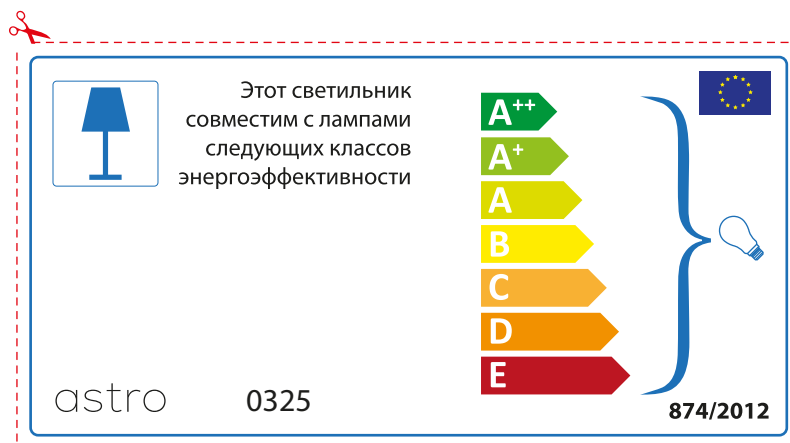 Этот светильник
совместим с лампами
следующих классов
энергоэффективности
A++
A+
A
B
C
D
E
astro
0325
874/2012